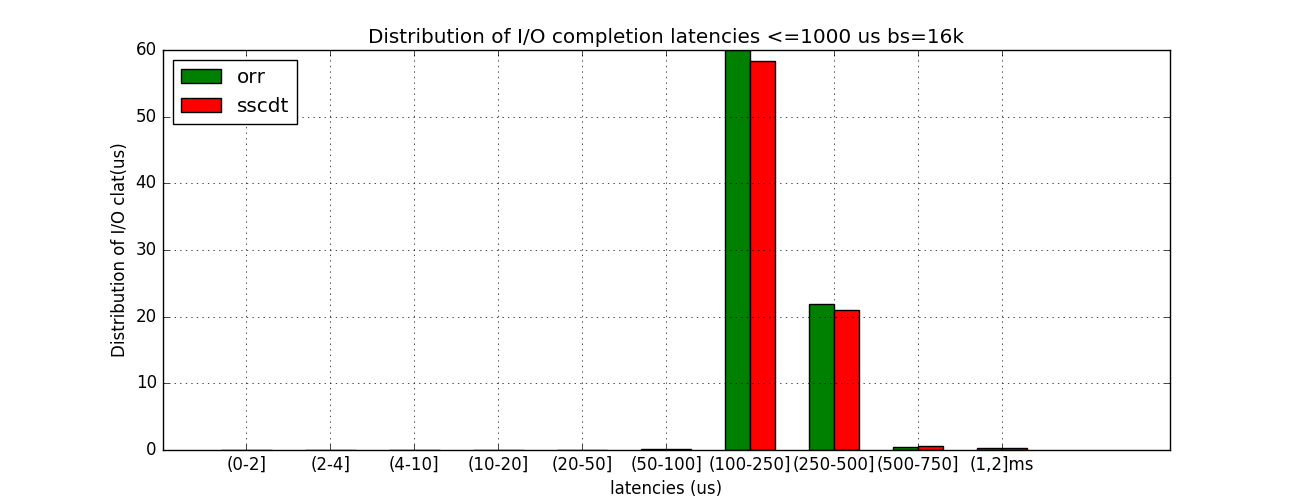 Distribution of I/O completion latencies <=1000 us bs=16k
60
50
40
30
20
10
0
Distribution of I/O clat(us)
orr
sscdt
(0-2] (2-4] (4-10] (10-20] (20-50] (50-100] (100-250] (250-500] (500-750] (1,2]ms
latencies (us)